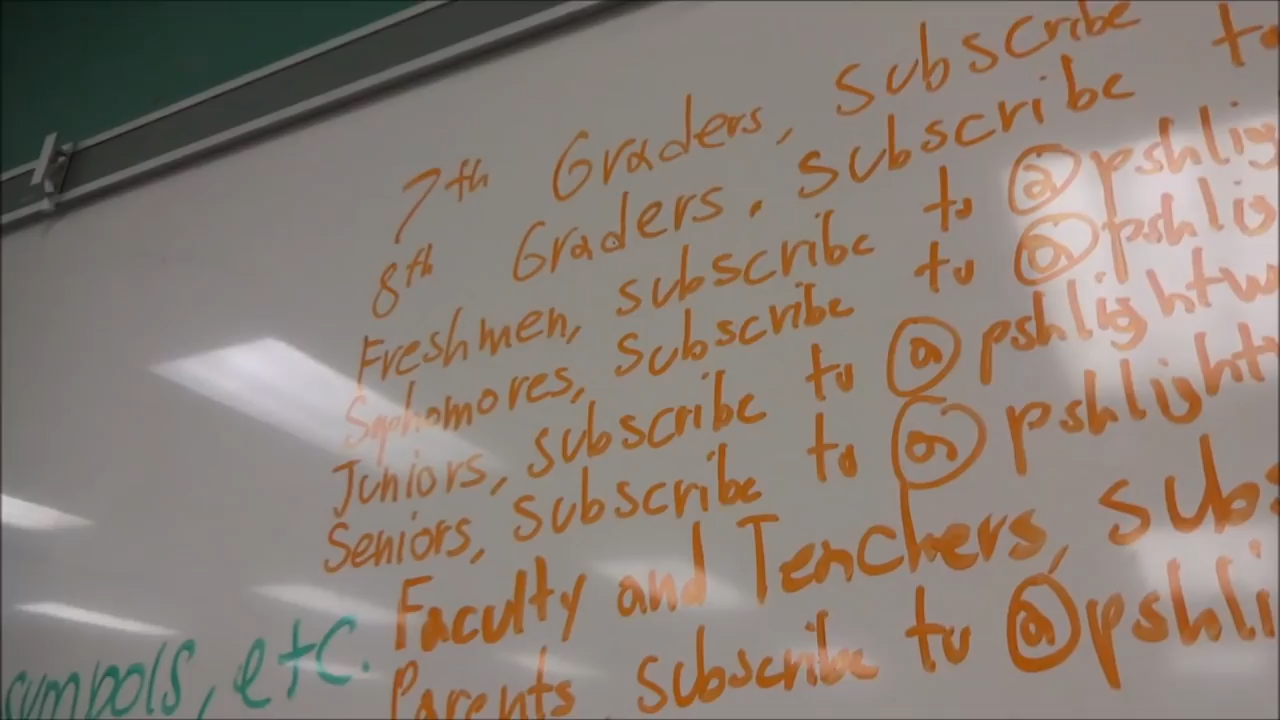 7th Graders, subscribe to
8th Graders, subscribe
Freshmen, subscribe to @pshlig
Sophomores, subscribe to @pshlig
Juniors, subscribe to @pshlightw
Seniors, subscribe to @pshlight
Faculty and Teachers, subs
Parents subscribe to @pshli
symbols, etc.